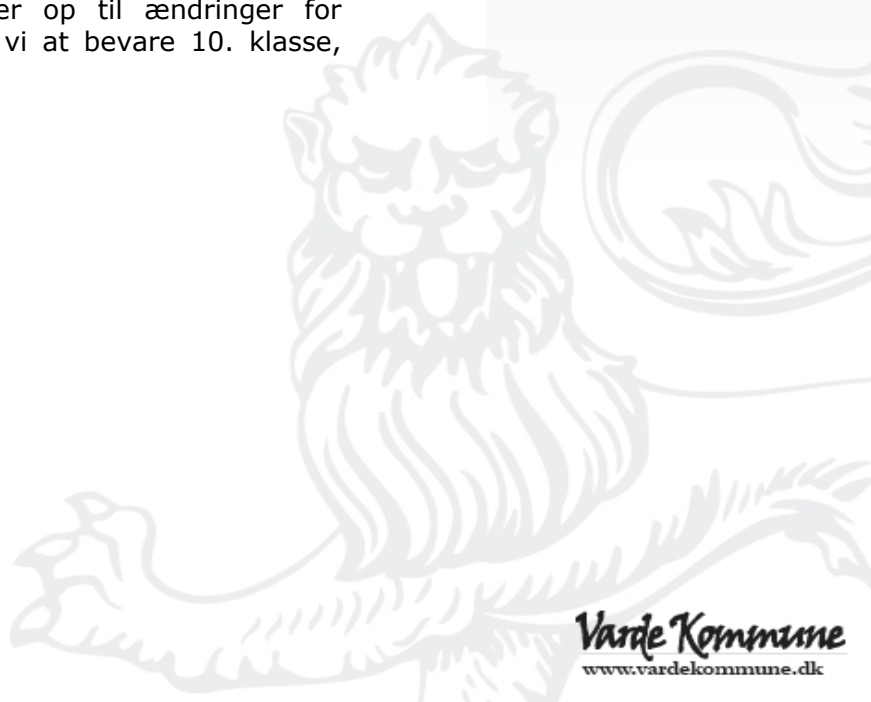 er op til ændringer for
vi at bevare 10. klasse,
Varde Kommune
www.vardekommune.dk